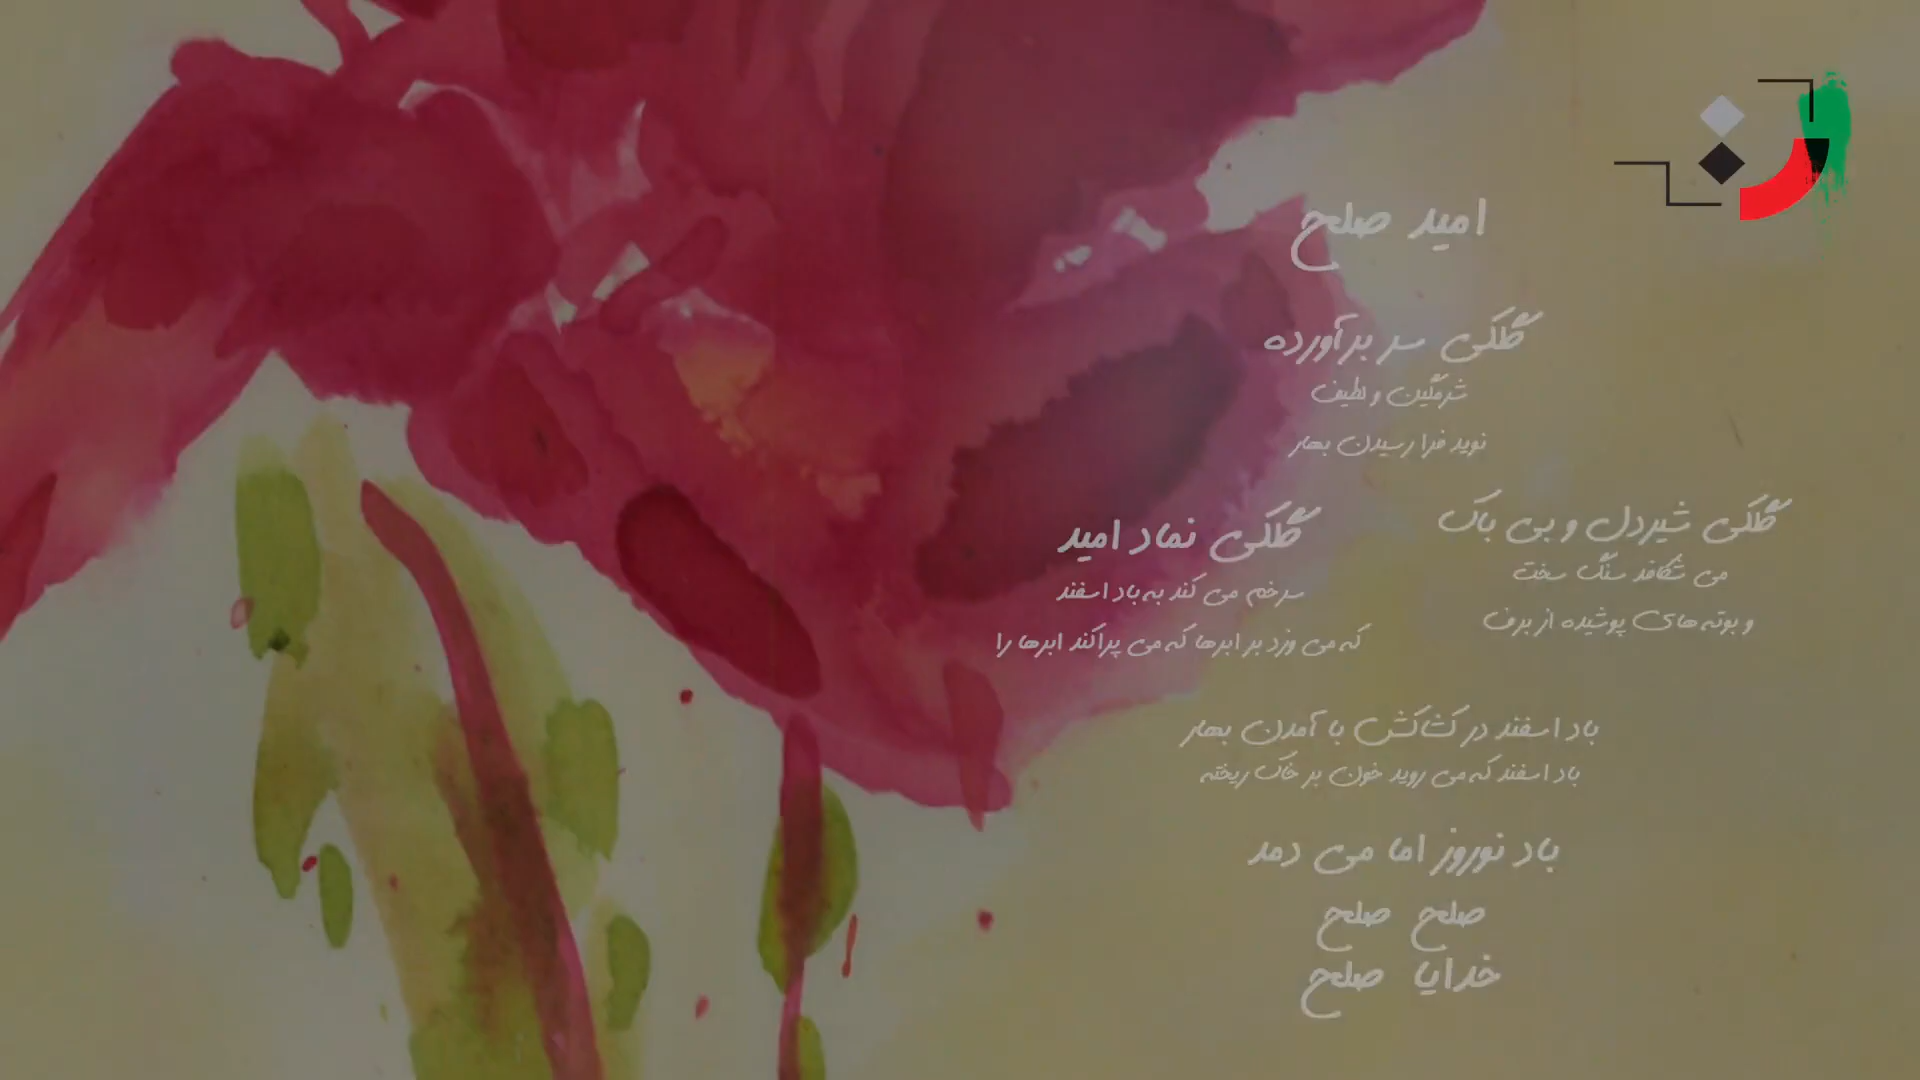 امید صلح
گلکی سر برآورده
شرمگین و لطیف
نوید فرا رسیدن بهار
گلکی شیردل و بی باک
می شکافد سنگ سخت
و بوته های پوشیده از برف
گلکی نماد امید
سرخم می کند به باد اسفند
که می وزد بر ابرها که می پراکند ابرها را
باد اسفند در کشاکش با آمدن بهار
باد اسفند که می روبد خون بر خاک ریخته
باد نوروز اما می دمد
صلح صلح
خدایا صلح